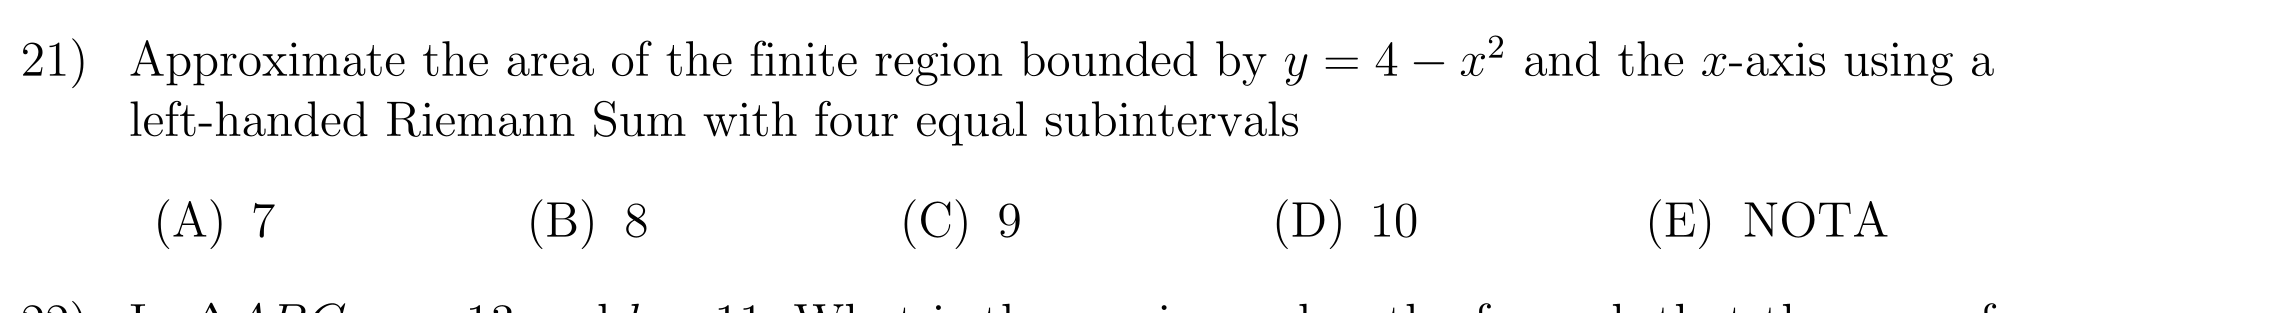 21) Approximate the area of the finite region bounded by y = 4 − x² and the x-axis using a
left-handed Riemann Sum with four equal subintervals
(A) 7 (B) 8 (C) 9 (D) 10 (E) NOTA